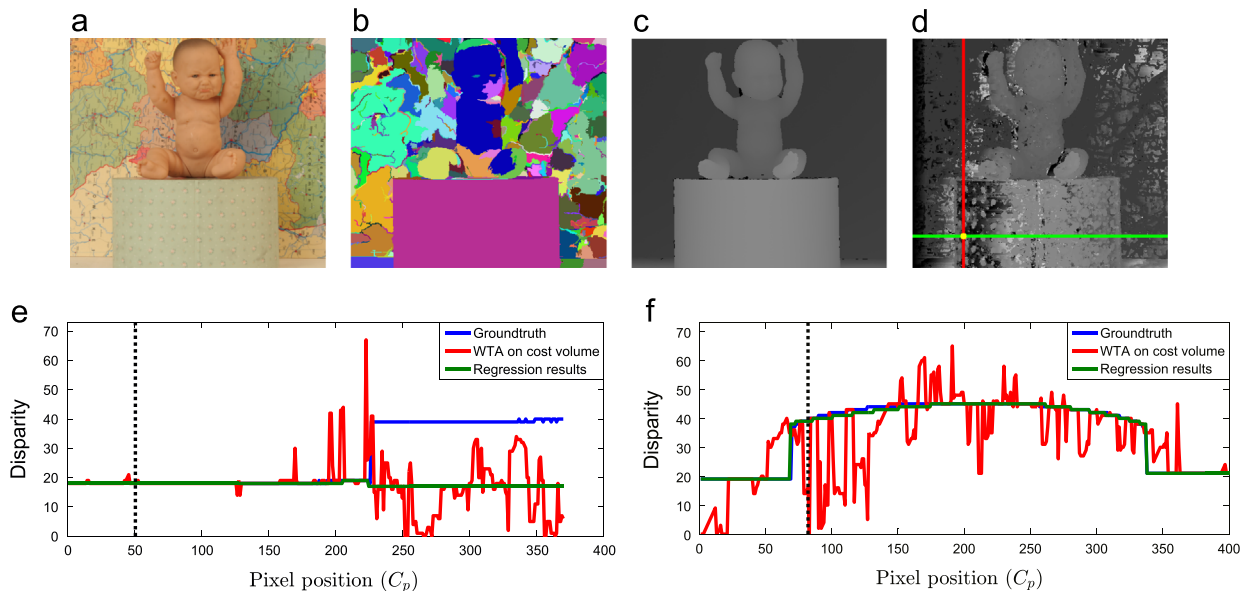 a
b
c
d
e
70
60
50
40
30
20
10
0
Disparity
Groundtruth
WTA on cost volume
Regression results
0 50 100 150 200 250 300 350 400
Pixel position (Cp)
f
70
60
50
40
30
20
10
0
Disparity
Groundtruth
WTA on cost volume
Regression results
0 50 100 150 200 250 300 350 400
Pixel position (Cp)